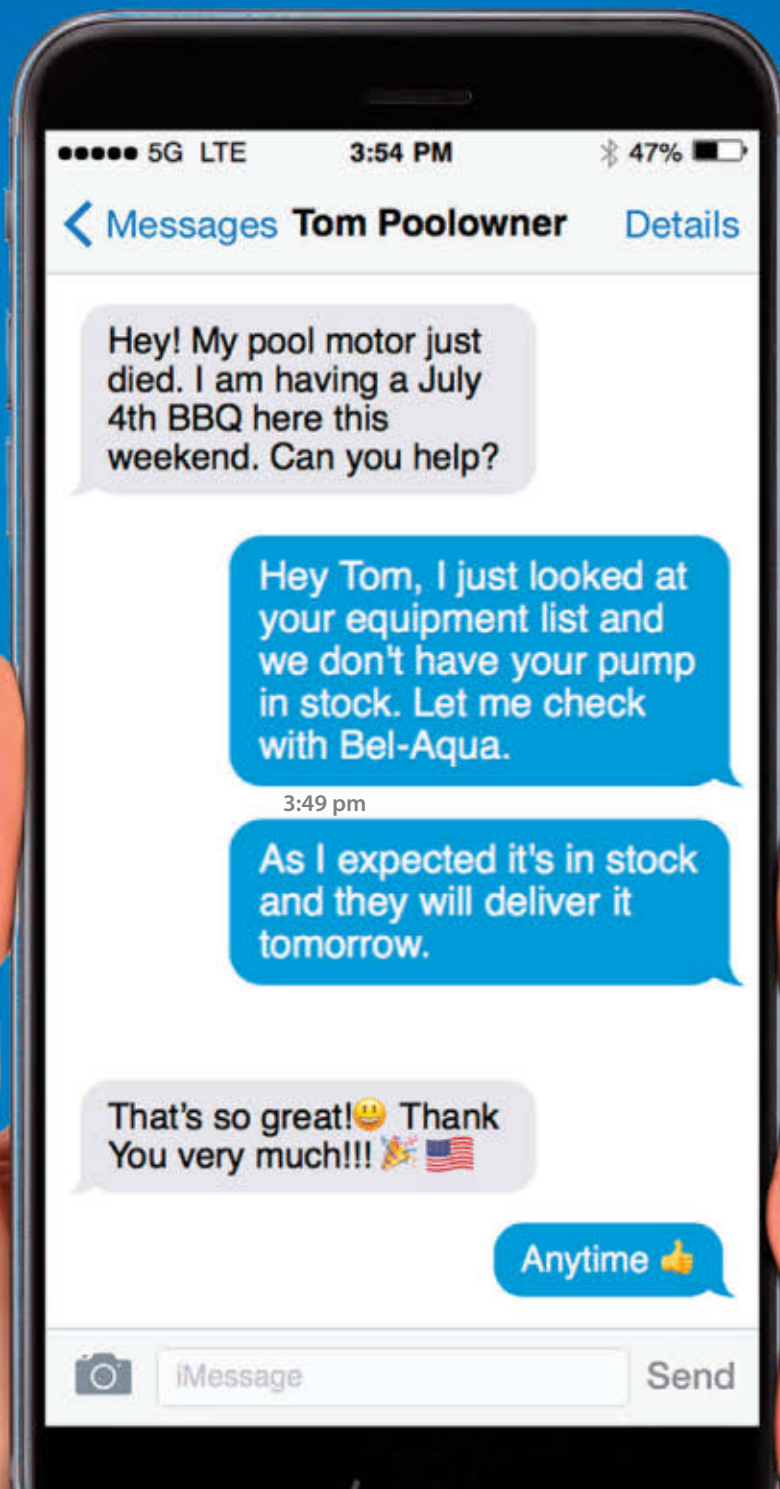 5G LTE 3:54 PM 47%
Messages Tom Poolowner Details
Hey! My pool motor just
died. I am having a July
4th BBQ here this
weekend. Can you help?
Hey Tom, I just looked at
your equipment list and
we don't have your pump
in stock. Let me check
with Bel-Aqua.
3:49 pm
As I expected it's in stock
and they will deliver it
tomorrow.
That's so great!😃 Thank
You very much!!! 🎉 🇺🇸
Anytime 👍
iMessage Send